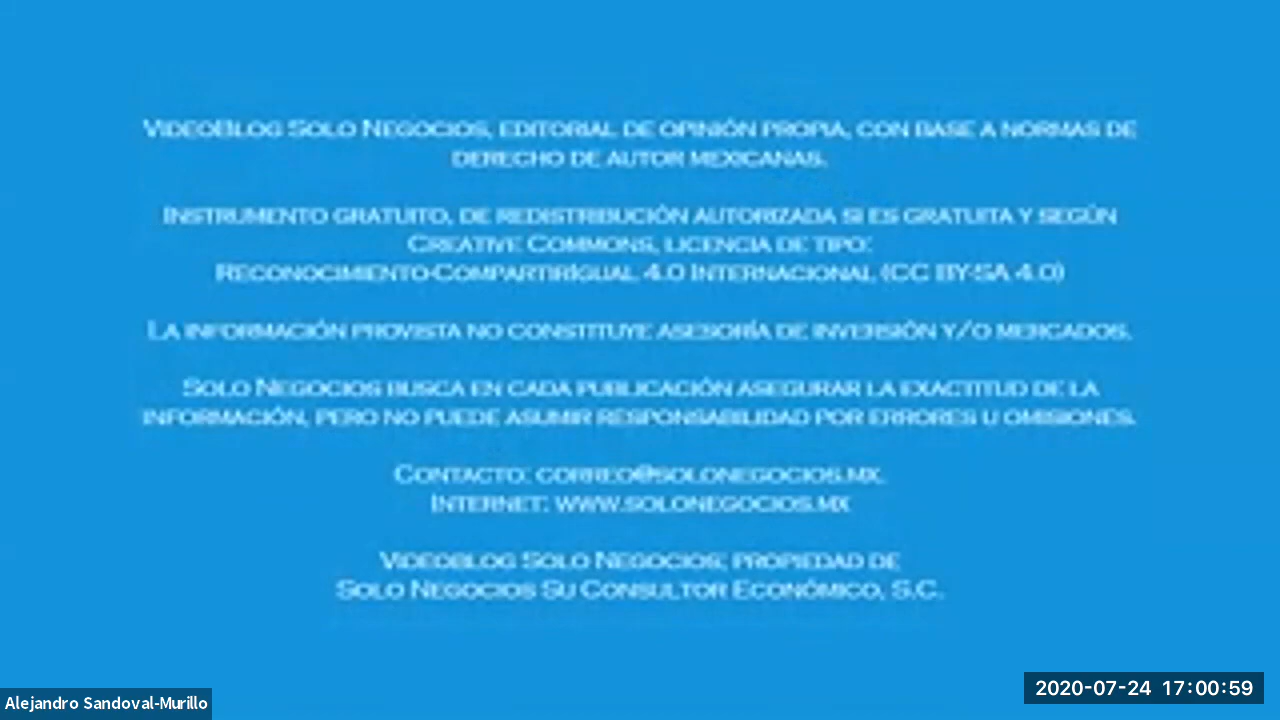 VideoBlog Solo Negocios, editorial de opinión propia, con base a normas de
derecho de autor mexicanas.
Instrumento gratuito, de redistribución autorizada si es gratuita y según
Creative Commons, licencia de tipo:
Reconocimiento-CompartirIgual 4.0 Internacional (CC BY-SA 4.0)
La información provista no constituye asesoría de inversión y/o mercados.
Solo Negocios busca en cada publicación asegurar la exactitud de la
información, pero no puede asumir responsabilidad por errores u omisiones.
Contacto: correo@solonegocios.mx.
Internet: www.solonegocios.mx
Videoblog Solo Negocios; propiedad de
Solo Negocios Su Consultor Económico, S.C.
Alejandro Sandoval-Murillo
2020-07-24 17:00:59